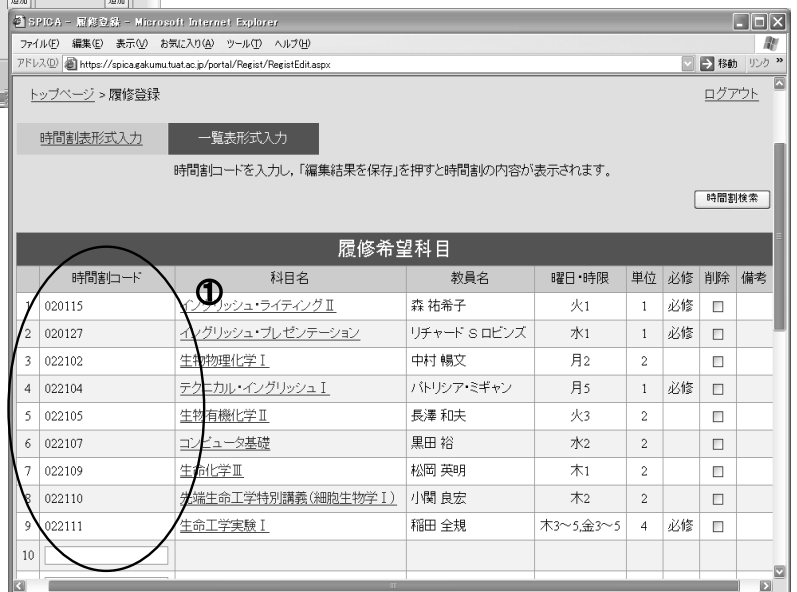 追加 追加
SPICA - 履修登録 - Microsoft Internet Explorer
ファイル(F) 編集(E) 表示(V) お気に入り(A) ツール(T) ヘルプ(H)
アドレス(D) https://spica.gakumu.tuat.ac.jp/portal/Regist/RegistEdit.aspx 移動 リンク »
トップページ > 履修登録 ログアウト
時間割表形式入力 一覧表形式入力
時間割コードを入力し,「編集結果を保存」を押すと時間割の内容が表示されます。
時間割検索
履修希望科目
時間割コード 科目名 教員名 曜日・時限 単位 必修 削除 備考
①
1 020115 イングリッシュ・ライティングⅡ 森 祐希子 火1 1 必修
2 020127 イングリッシュ・プレゼンテーション リチャード S ロビンズ 水1 1 必修
3 022102 生物物理化学Ⅰ 中村 暢文 月2 2
4 022104 テクニカル・イングリッシュⅠ パトリシア・ミギャン 月5 1 必修
5 022105 生物有機化学Ⅱ 長澤 和夫 火3 2
6 022107 コンピュータ基礎 黒田 裕 水2 2
7 022109 生命化学Ⅲ 松岡 英明 木1 2
8 022110 先端生命工学特別講義(細胞生物学Ⅰ) 小関 良宏 木2 2
9 022111 生命工学実験Ⅰ 稲田 全規 木3～5,金3～5 4 必修
10